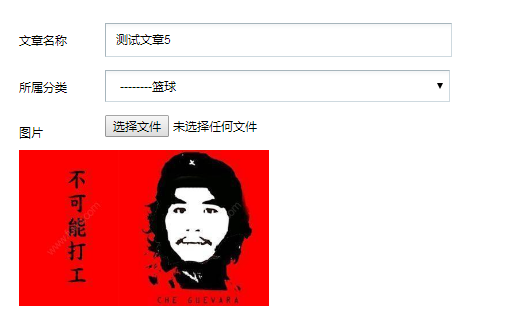 文章名称
测试文章5
所属分类
--------篮球
图片
选择文件 未选择任何文件
不可能打工
CHE GUEVARA